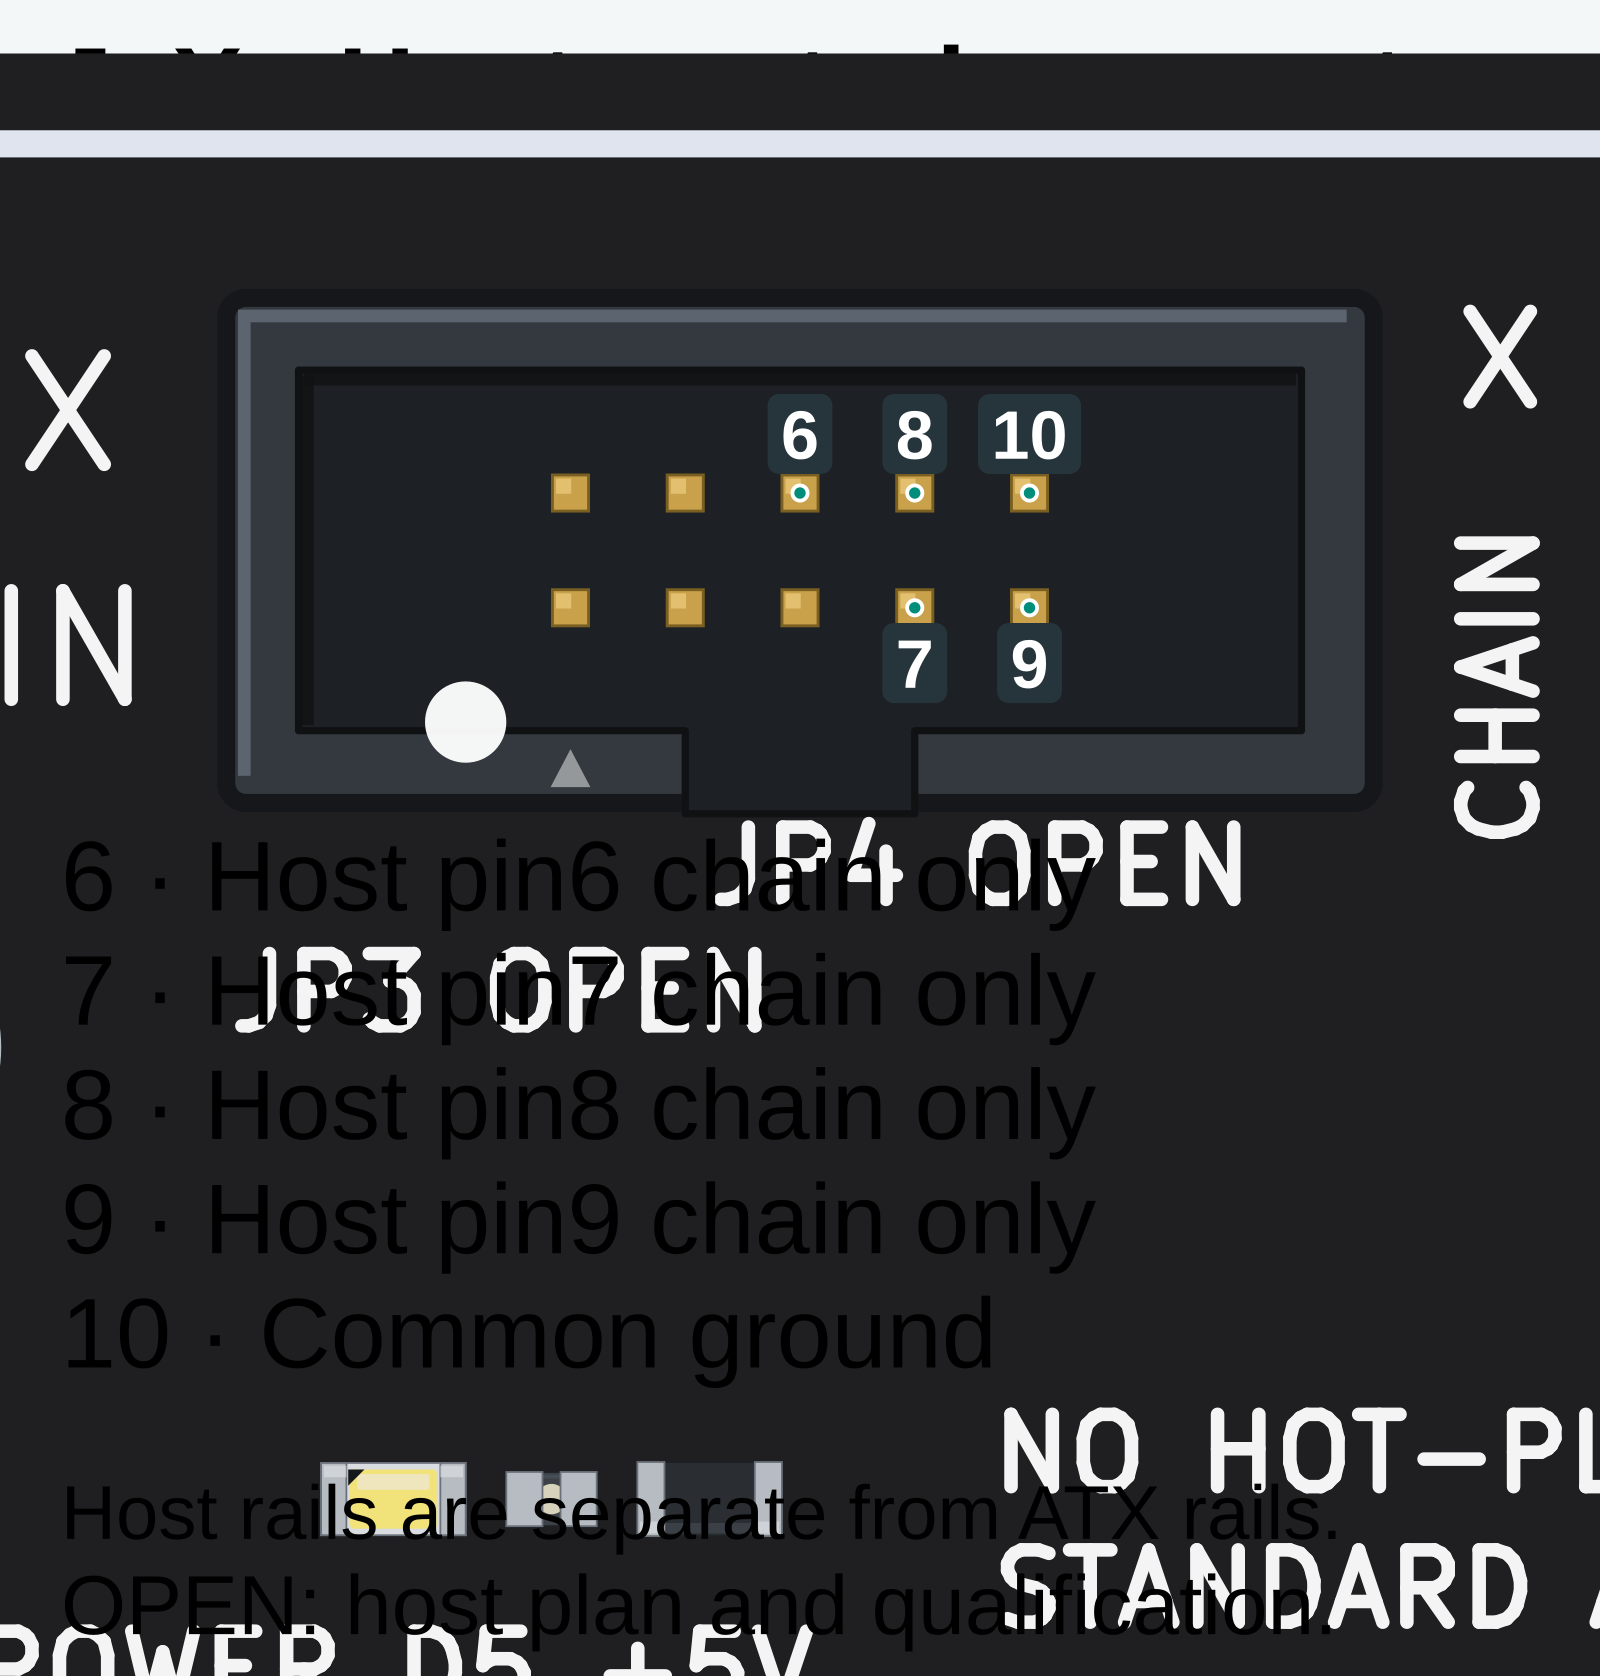 X
X
6 8 10
IN
CHAIN
7 9
JP4 OPEN
6 · Host pin6 chain only
JP3 OPEN
7 · Host pin7 chain only
8 · Host pin8 chain only
9 · Host pin9 chain only
10 · Common ground
NO HOT-PL
Host rails are separate from ATX rails.
STANDARD
OPEN: host plan and qualification.
POWER D5 +5V